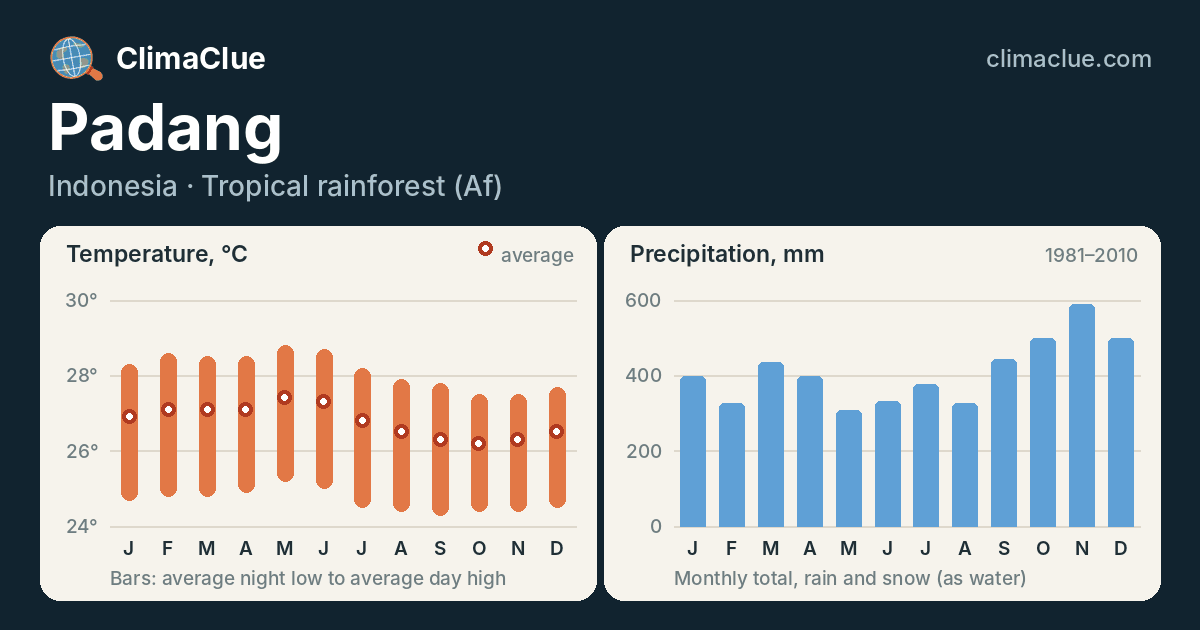 ClimaClue
climaclue.com
Padang
Indonesia · Tropical rainforest (Af)
Temperature, °C
average
30°
28°
26°
24°
J F M A M J J A S O N D
Bars: average night low to average day high
Precipitation, mm
1981–2010
600
400
200
0
J F M A M J J A S O N D
Monthly total, rain and snow (as water)